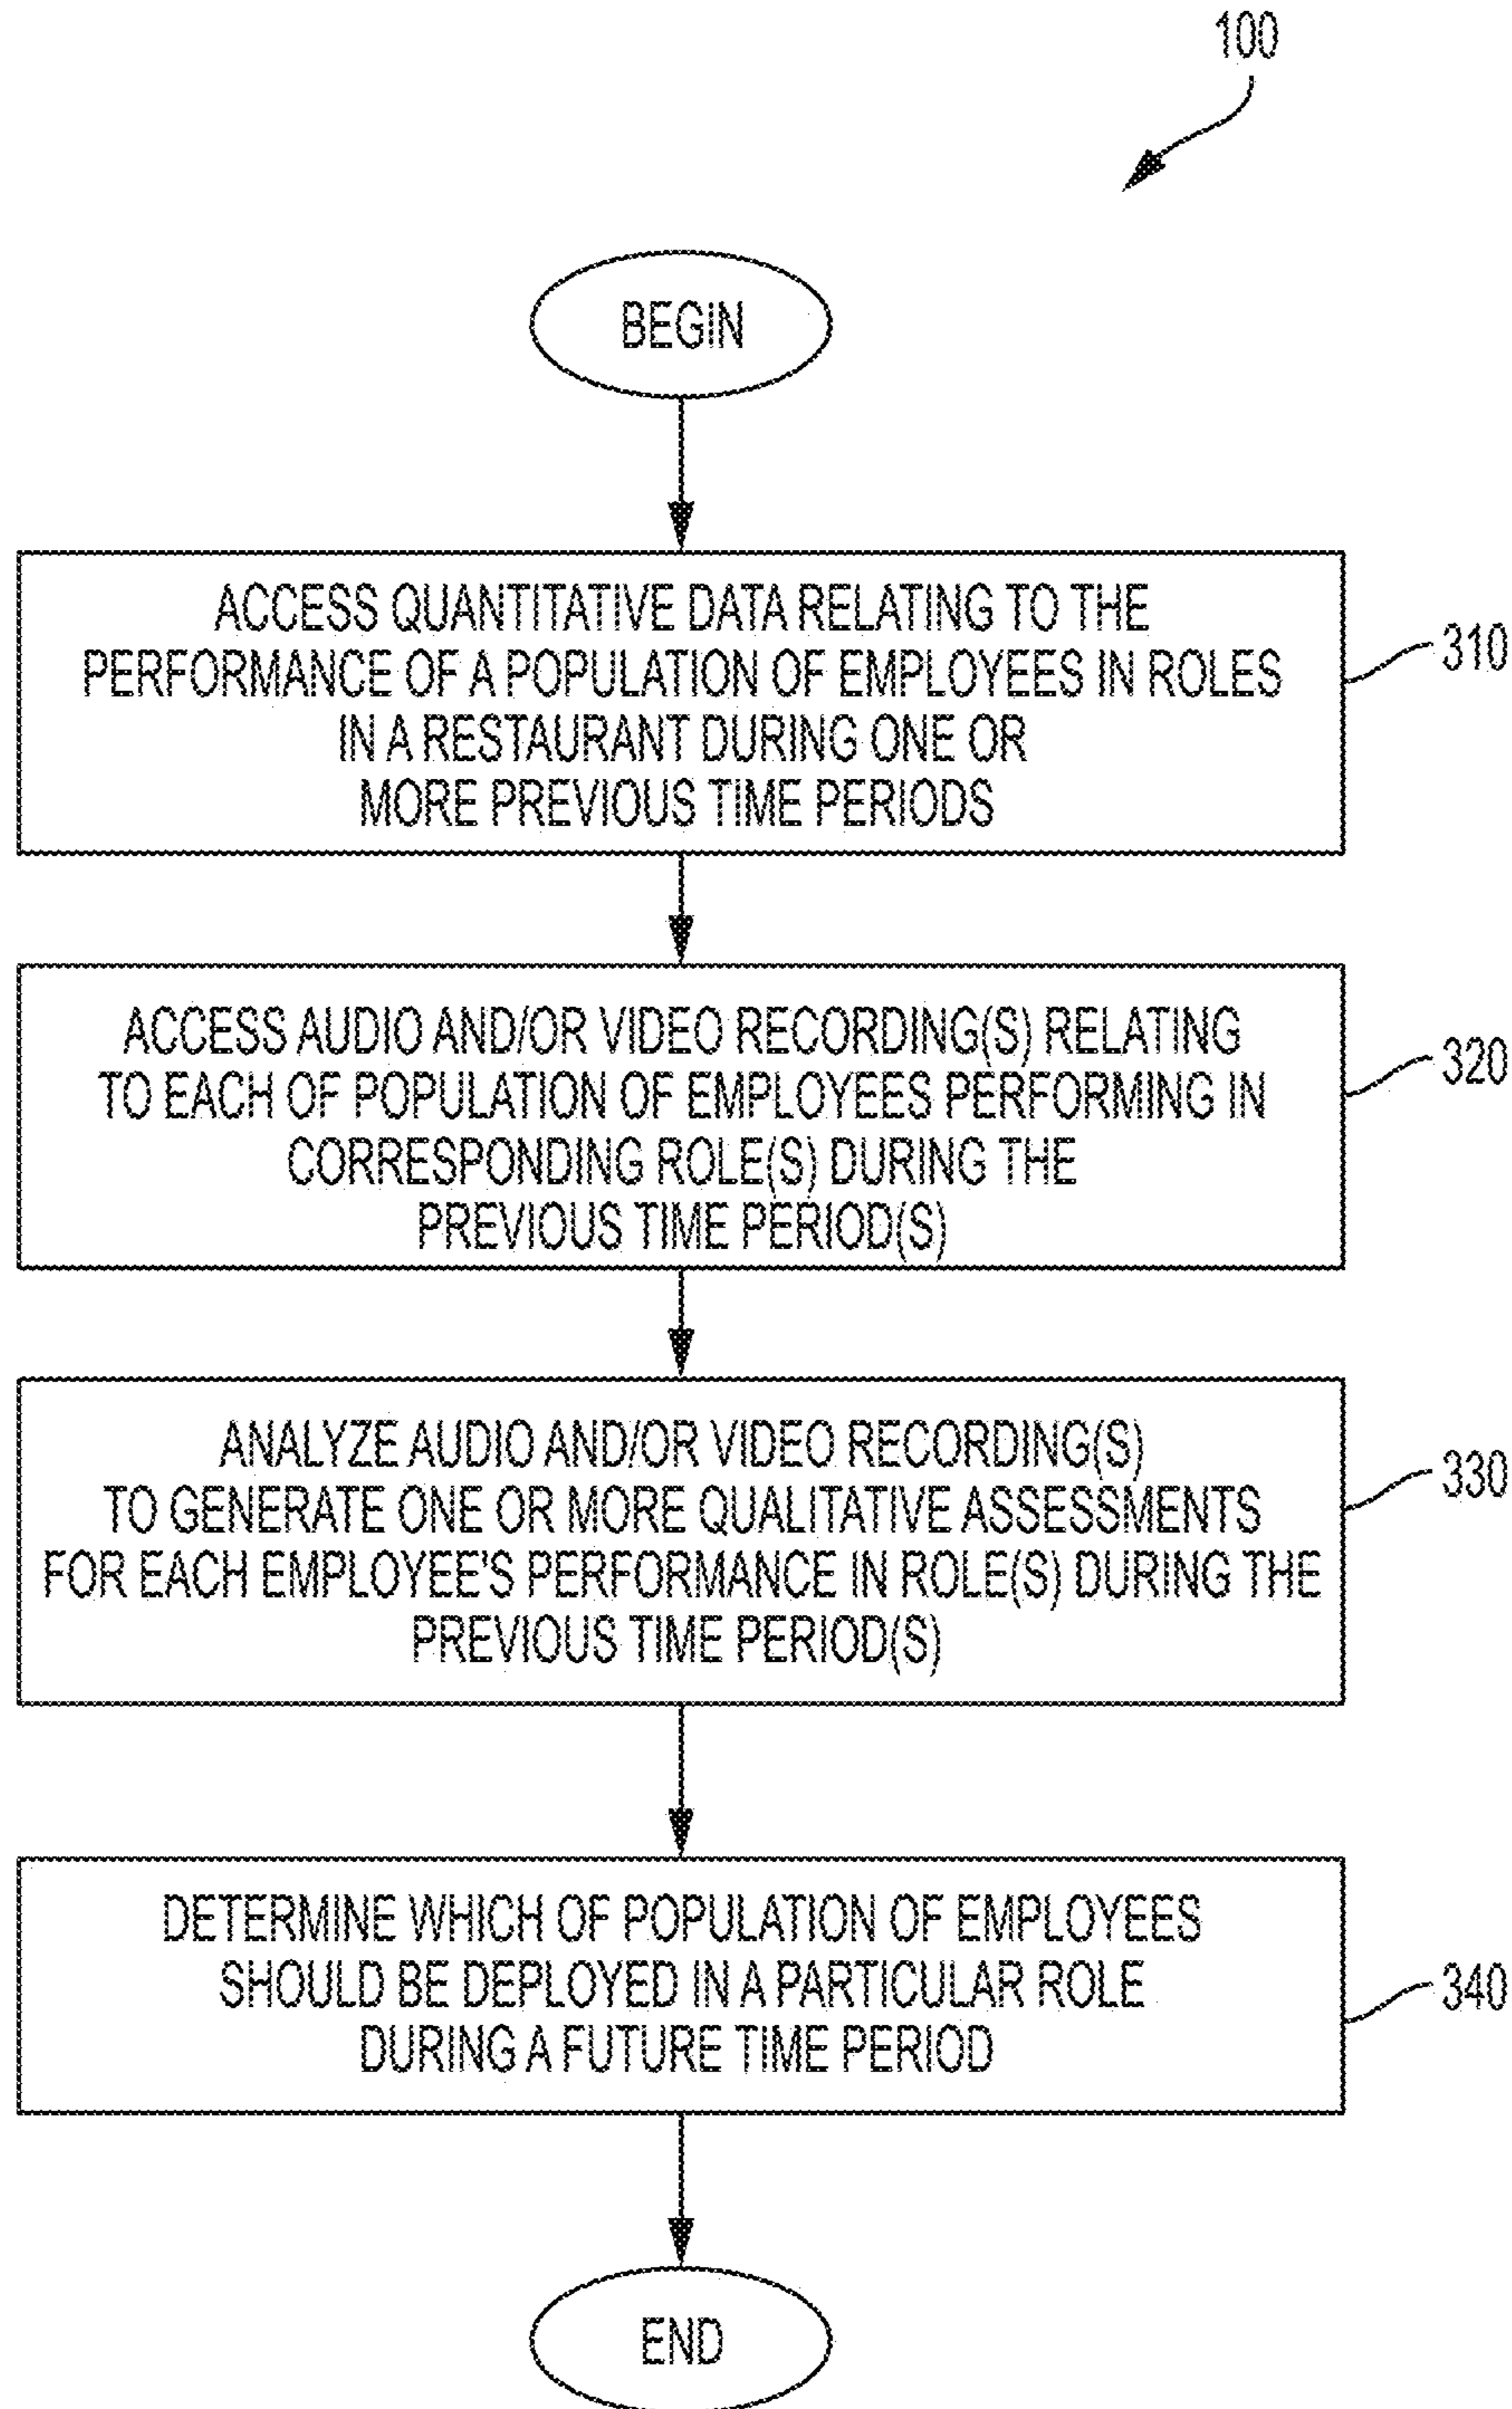 100
BEGIN
ACCESS QUANTITATIVE DATA RELATING TO THE
PERFORMANCE OF A POPULATION OF EMPLOYEES IN ROLES
IN A RESTAURANT DURING ONE OR
MORE PREVIOUS TIME PERIODS
310
ACCESS AUDIO AND/OR VIDEO RECORDING(S) RELATING
TO EACH OF POPULATION OF EMPLOYEES PERFORMING IN
CORRESPONDING ROLE(S) DURING THE
PREVIOUS TIME PERIOD(S)
320
ANALYZE AUDIO AND/OR VIDEO RECORDING(S)
TO GENERATE ONE OR MORE QUALITATIVE ASSESSMENTS
FOR EACH EMPLOYEE'S PERFORMANCE IN ROLE(S) DURING THE
PREVIOUS TIME PERIOD(S)
330
DETERMINE WHICH OF POPULATION OF EMPLOYEES
SHOULD BE DEPLOYED IN A PARTICULAR ROLE
DURING A FUTURE TIME PERIOD
340
END